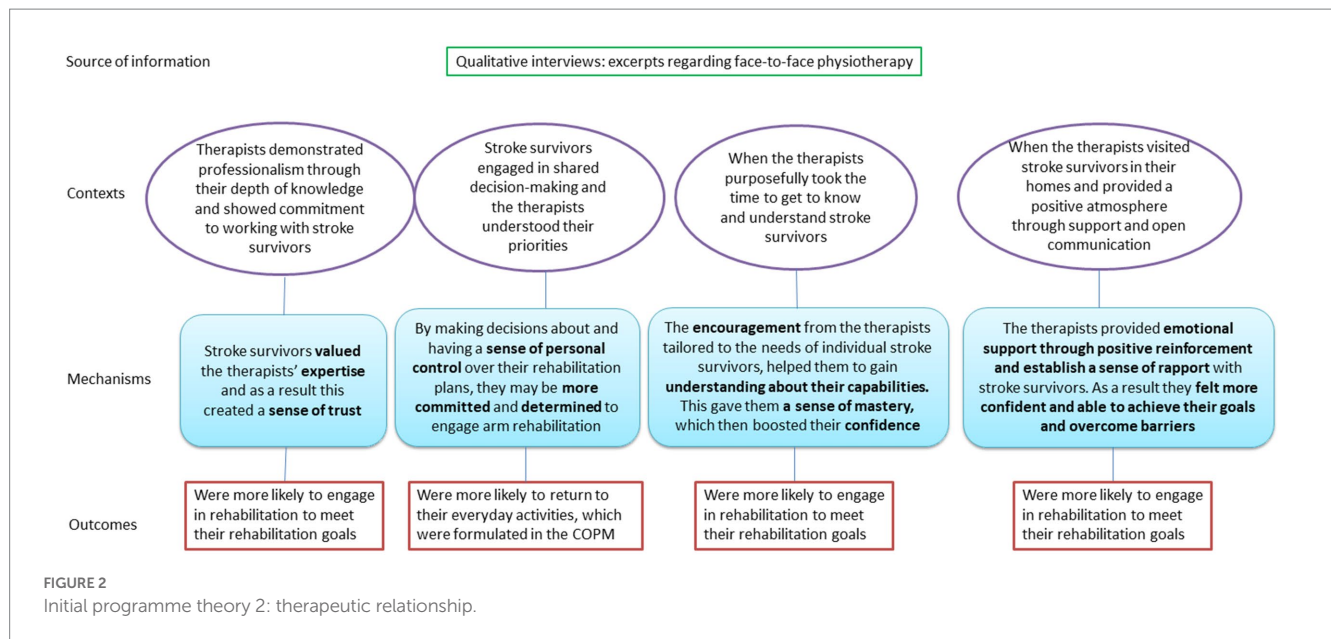 Source of information
Qualitative interviews: excerpts regarding face-to-face physiotherapy
Contexts
Therapists demonstrated
professionalism through
their depth of knowledge
and showed commitment
to working with stroke
survivors
Stroke survivors
engaged in shared
decision-making and
the therapists
understood their
priorities
When the therapists
purposefully took the
time to get to know
and understand stroke
survivors
When the therapists visited
stroke survivors in their
homes and provided a
positive atmosphere
through support and open
communication
Mechanisms
Stroke survivors valued
the therapists' expertise
and as a result this
created a sense of trust
By making decisions about and
having a sense of personal
control over their rehabilitation
plans, they may be more
committed and determined to
engage arm rehabilitation
The encouragement from the therapists
tailored to the needs of individual stroke
survivors, helped them to gain
understanding about their capabilities.
This gave them a sense of mastery,
which then boosted their confidence
The therapists provided emotional
support through positive reinforcement
and establish a sense of rapport with
stroke survivors. As a result they felt more
confident and able to achieve their goals
and overcome barriers
Outcomes
Were more likely to engage
in rehabilitation to meet
their rehabilitation goals
Were more likely to return to
their everyday activities, which
were formulated in the COPM
Were more likely to engage
in rehabilitation to meet
their rehabilitation goals
Were more likely to engage
in rehabilitation to meet
their rehabilitation goals
FIGURE 2
Initial programme theory 2: therapeutic relationship.